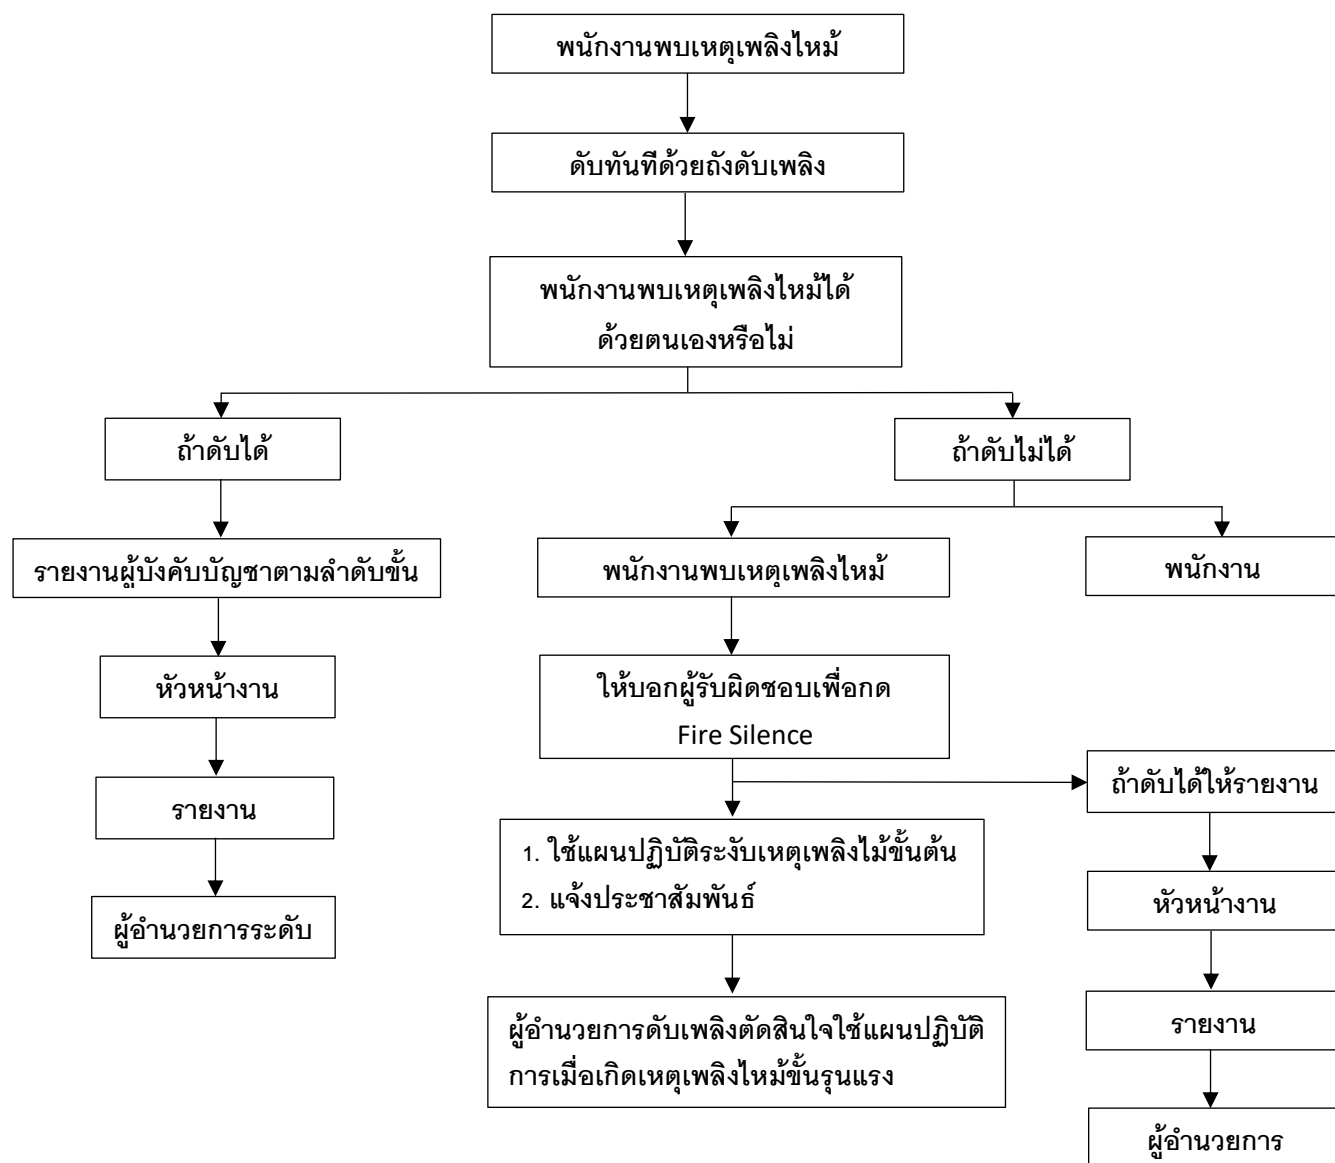 พนักงานพบเหตุเพลิงไหม้
ดับทันทีด้วยถังดับเพลิง
พนักงานพบเหตุเพลิงไหม้ได้
ด้วยตนเองหรือไม่
ถ้าดับได้
ถ้าดับไม่ได้
รายงานผู้บังคับบัญชาตามลำดับขั้น
พนักงานพบเหตุเพลิงไหม้
พนักงาน
หัวหน้างาน
ให้บอกผู้รับผิดชอบเพื่อกด
Fire Silence
รายงาน
ถ้าดับได้ให้รายงาน
1. ใช้แผนปฏิบัติระงับเหตุเพลิงไม้ขั้นต้น
2. แจ้งประชาสัมพันธ์
ผู้อำนวยการระดับ
หัวหน้างาน
ผู้อำนวยการดับเพลิงตัดสินใจใช้แผนปฏิบัติ
การเมื่อเกิดเหตุเพลิงไหม้ขั้นรุนแรง
รายงาน
ผู้อำนวยการ